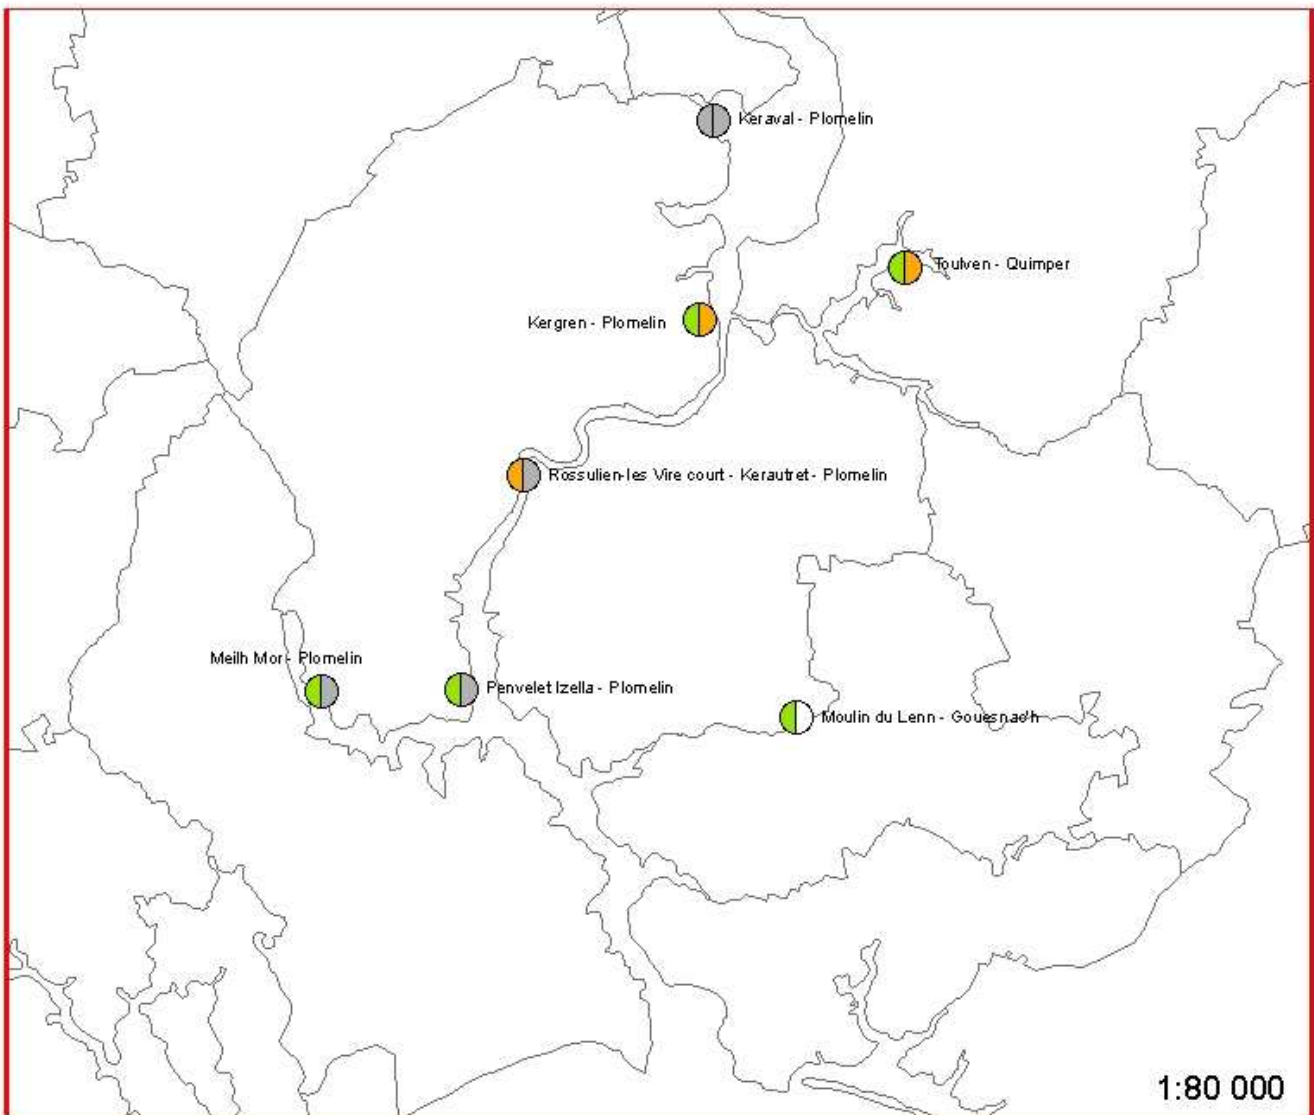 Keraval - Plomelin
Toulven - Quimper
Kergren - Plomelin
Rossulien-les Vire court - Kerautret - Plomelin
Meilh Mor - Plomelin
Penvelet Izella - Plomelin
Moulin du Lenn - Gouesnac'h
1:80 000